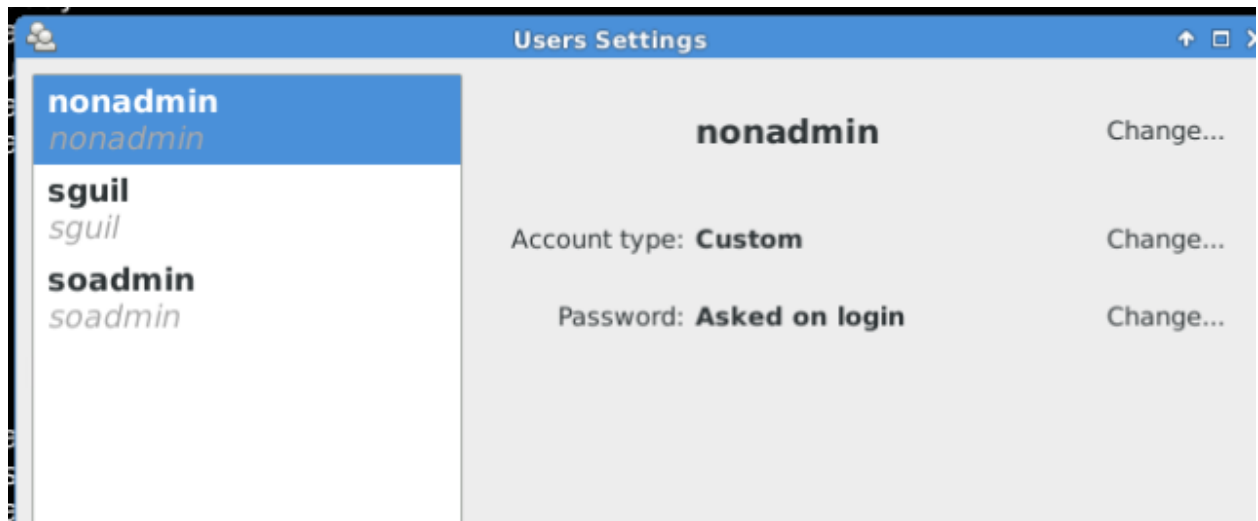 Users Settings
nonadmin
nonadmin
sguil
sguil
soadmin
soadmin
nonadmin Change...
Account type: Custom Change...
Password: Asked on login Change...